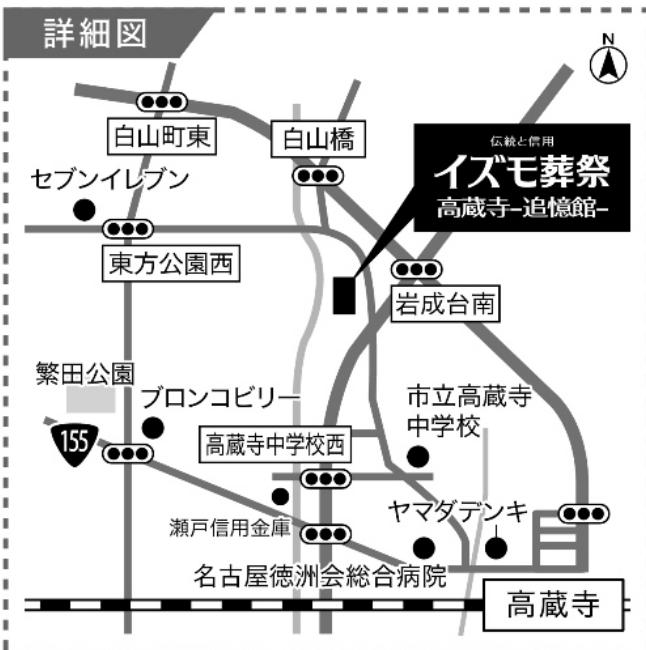 詳細図
N
白山町東
白山橋
伝統と信用
イズモ葬祭
高蔵寺-追憶館-
セブンイレブン
東方公園西
岩成台南
繁田公園
ブロンコビリー
市立高蔵寺
中学校
155
高蔵寺中学校西
ヤマダデンキ
瀬戸信用金庫
名古屋徳洲会総合病院
高蔵寺